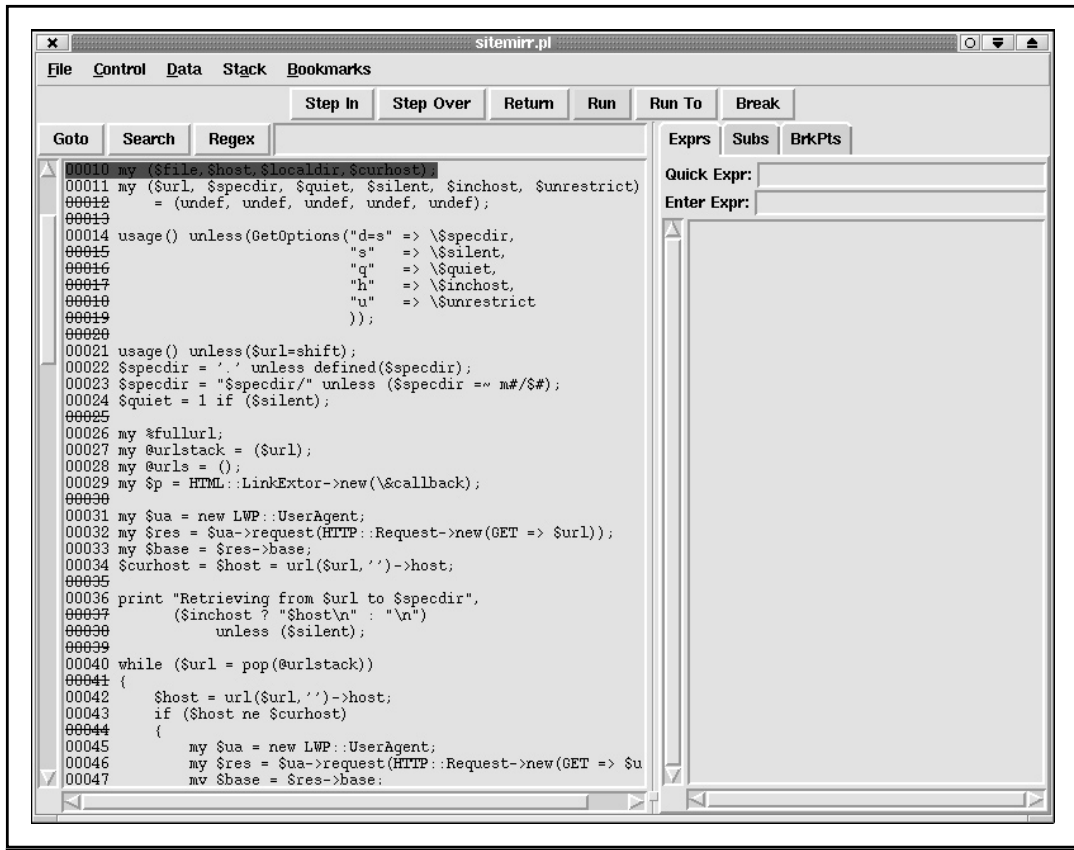 sitemirr.pl
File Control Data Stack Bookmarks
Step In Step Over Return Run Run To Break
Goto Search Regex
Exprs Subs BrkPts
Quick Expr:
Enter Expr:
00010 my ($file,$host,$localdir,$curhost);
00011 my ($url, $specdir, $quiet, $silent, $inchost, $unrestrict)
00012     = (undef, undef, undef, undef, undef);
00013
00014 usage() unless(GetOptions("d=s" => \$specdir,
00015                           "s"   => \$silent,
00016                           "q"   => \$quiet,
00017                           "h"   => \$inchost,
00018                           "u"   => \$unrestrict
00019                           ));
00020
00021 usage() unless($url=shift);
00022 $specdir = '.' unless defined($specdir);
00023 $specdir = "$specdir/" unless ($specdir =~ m#/$#);
00024 $quiet = 1 if ($silent);
00025
00026 my %fullurl;
00027 my @urlstack = ($url);
00028 my @urls = ();
00029 my $p = HTML::LinkExtor->new(\&callback);
00030
00031 my $ua = new LWP::UserAgent;
00032 my $res = $ua->request(HTTP::Request->new(GET => $url));
00033 my $base = $res->base;
00034 $curhost = $host = url($url,'')->host;
00035
00036 print "Retrieving from $url to $specdir",
00037       ($inchost ? "$host\n" : "\n")
00038            unless ($silent);
00039
00040 while ($url = pop(@urlstack))
00041 {
00042     $host = url($url,'')->host;
00043     if ($host ne $curhost)
00044     {
00045         my $ua = new LWP::UserAgent;
00046         my $res = $ua->request(HTTP::Request->new(GET => $u
00047         my $base = $res->base;